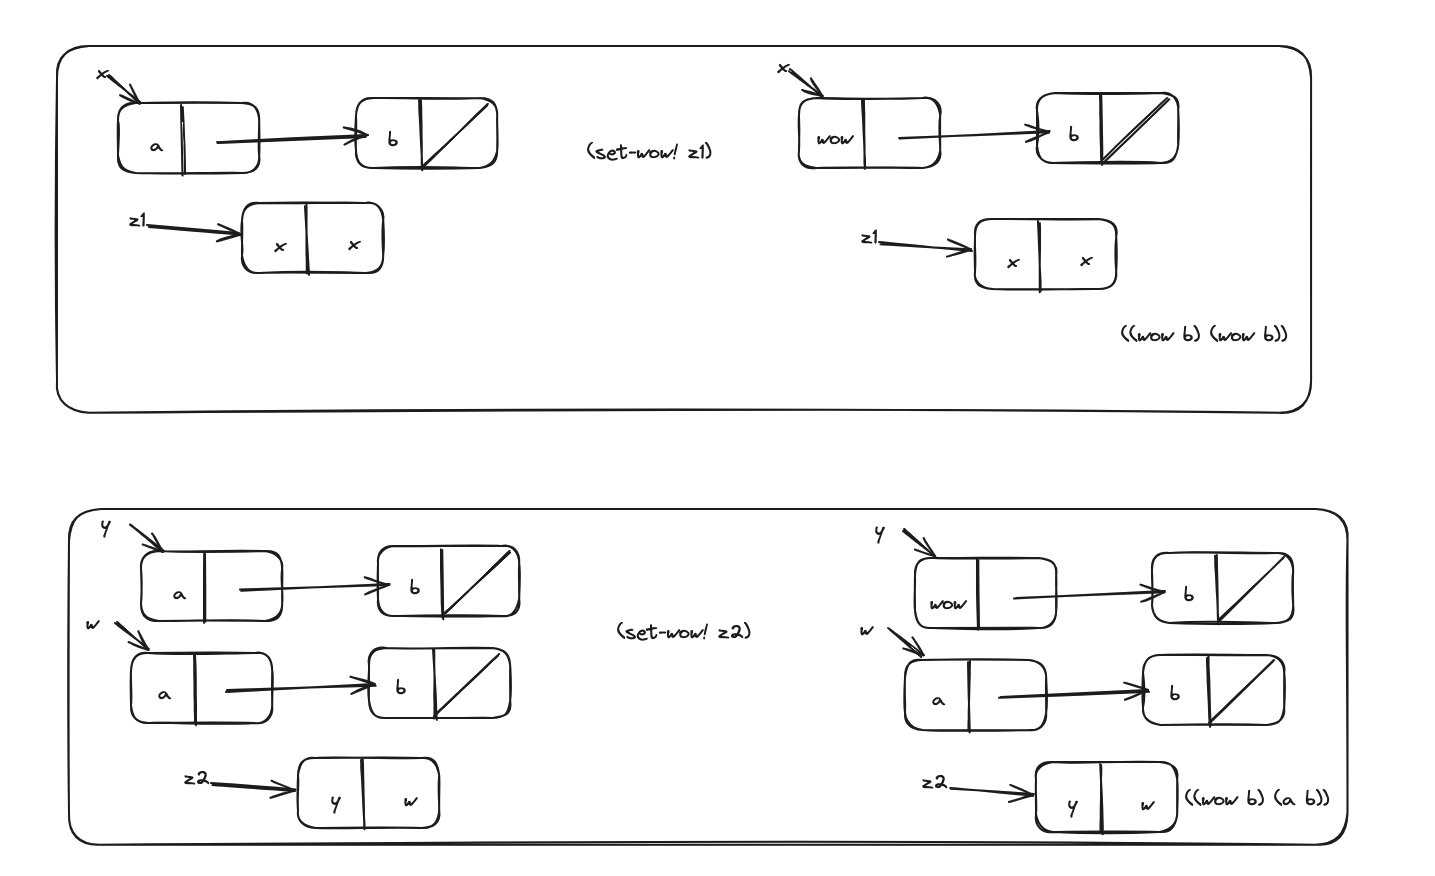 x
a
b
z1
x x
(set-wow! z1)
x
wow
b
z1
x x
((wow b) (wow b))
y
a
b
w
a
b
z2
y w
(set-wow! z2)
y
wow
b
w
a
b
z2
y w
((wow b) (a b))